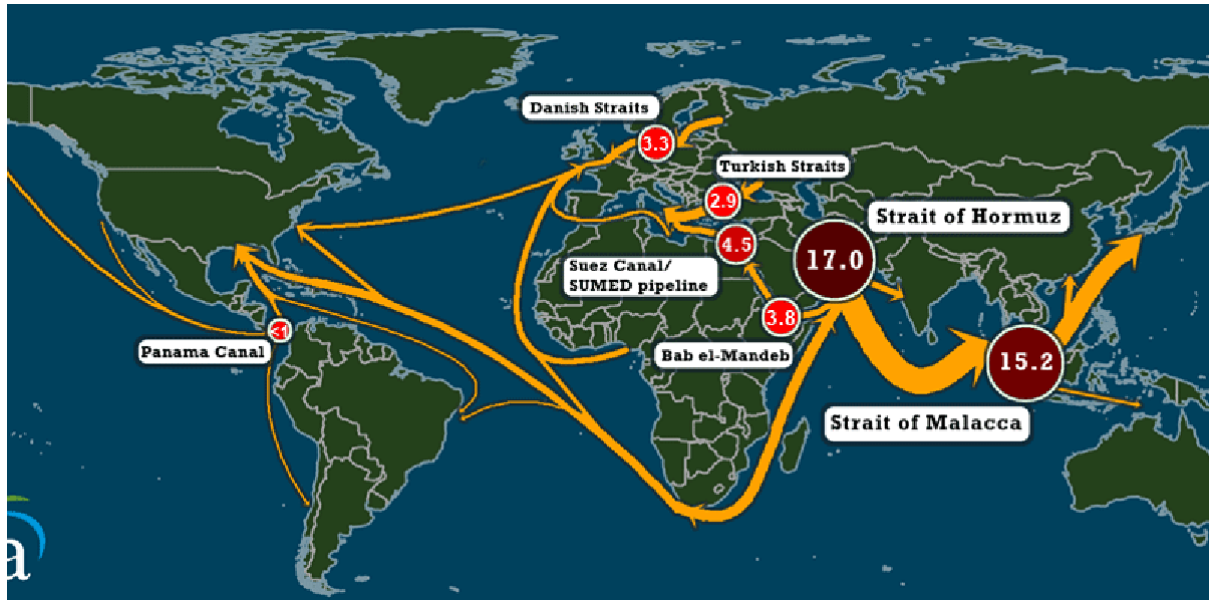 Danish Straits
3.3
Turkish Straits
2.9
Strait of Hormuz
17.0
4.5
Suez Canal/
SUMED pipeline
3.8
<1
Panama Canal
Bab el-Mandeb
15.2
Strait of Malacca
a